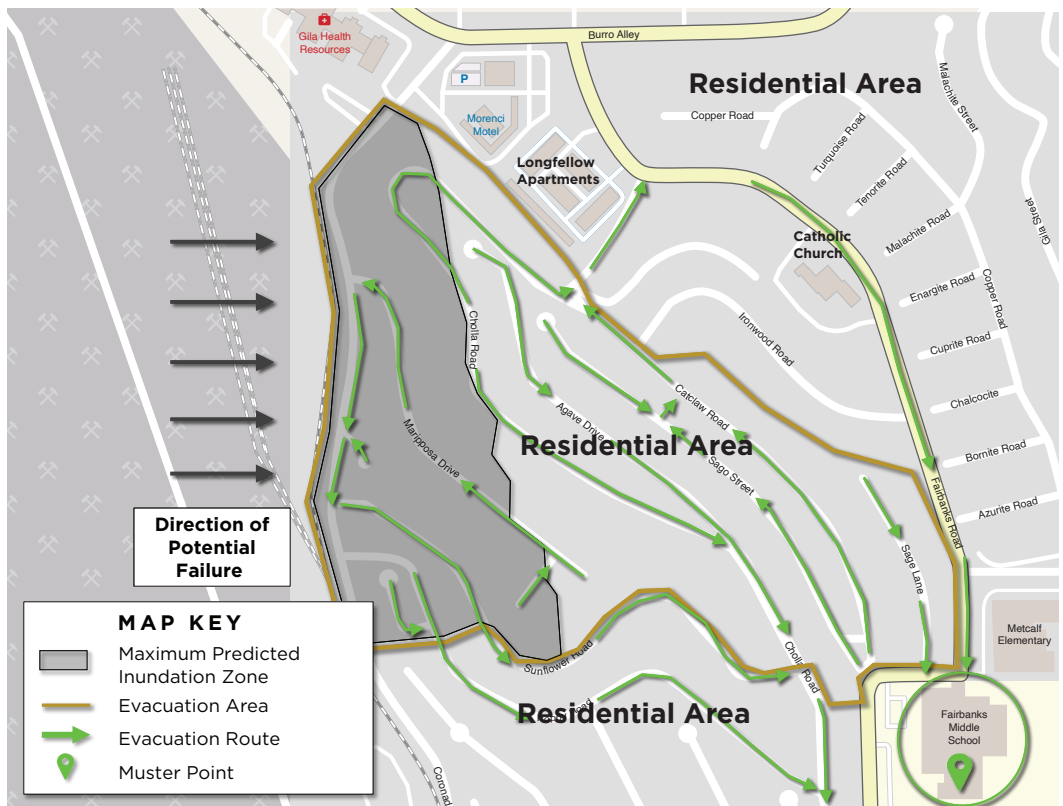 Burro Alley
Gila Health
Resources
P
Morenci
Motel
Residential Area
Copper Road
Malachite Street
Turquoise Road
Tenorite Road
Gila Street
Longfellow
Apartments
Catholic
Church
Malachite Road
Enargite Road
Copper Road
Cuprite Road
Chalcocite
Bornite Road
Azurite Road
Ironwood Road
Fairbanks Road
Cholla Road
Catclaw Road
Agave Drive
Residential Area
Mariposa Drive
Sago Street
Sage Lane
Direction of
Potential
Failure
Metcalf
Elementary
Sunflower Road
Cholla Road
Residential Area
Fairbanks
Middle
School
Coronad
MAP KEY
Maximum Predicted
Inundation Zone
Evacuation Area
Evacuation Route
Muster Point